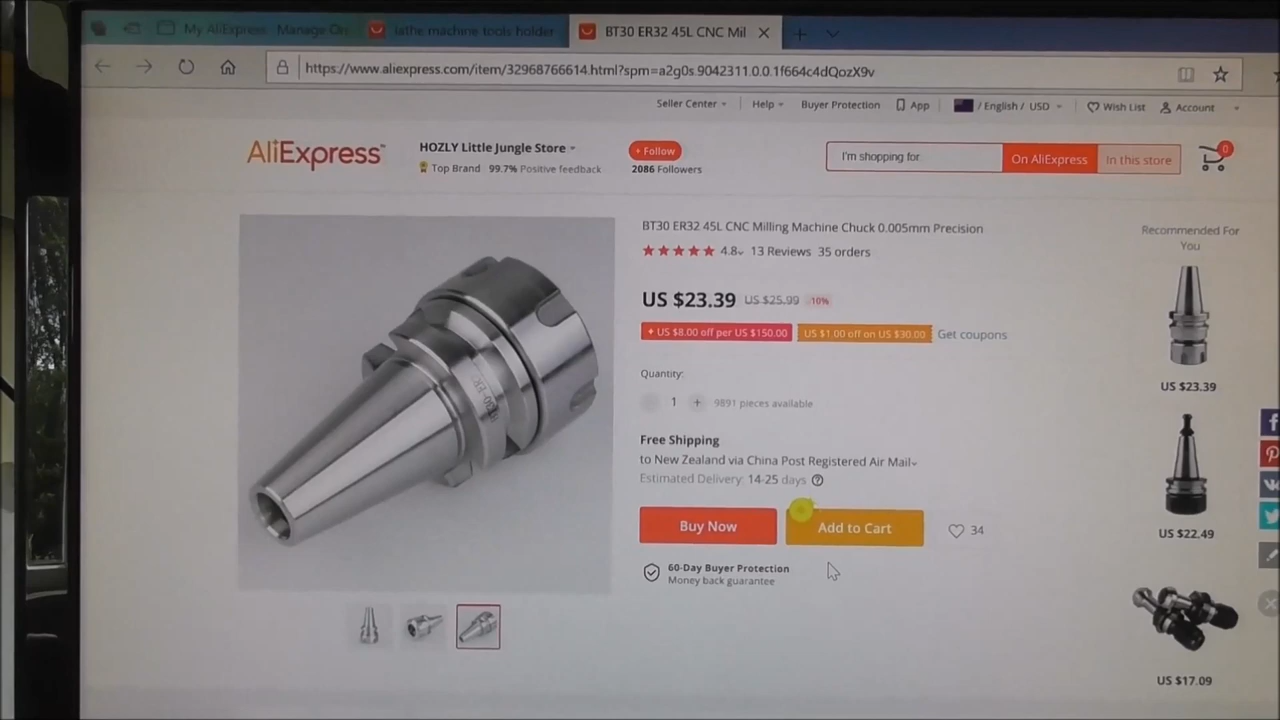 My AliExpress : Manage Or
lathe machine tools holder
BT30 ER32 45L CNC Mil
https://www.aliexpress.com/item/32968766614.html?spm=a2g0s.9042311.0.0.1f664c4dQozX9v
Seller Center
Help
Buyer Protection
App
/ English / USD
Wish List
Account
AliExpress
HOZLY Little Jungle Store
Top Brand 99.7% Positive feedback
+ Follow
2086 Followers
I'm shopping for
On AliExpress
In this store
0
BT30 ER32 45L CNC Milling Machine Chuck 0.005mm Precision
4.8 13 Reviews 35 orders
US $23.39 US $25.99 -10%
US $8.00 off per US $150.00
US $1.00 off on US $30.00
Get coupons
Quantity:
1 + 9891 pieces available
Free Shipping
to New Zealand via China Post Registered Air Mail
Estimated Delivery: 14-25 days ?
Buy Now
Add to Cart
34
60-Day Buyer Protection
Money back guarantee
Recommended For
You
US $23.39
US $22.49
US $17.09